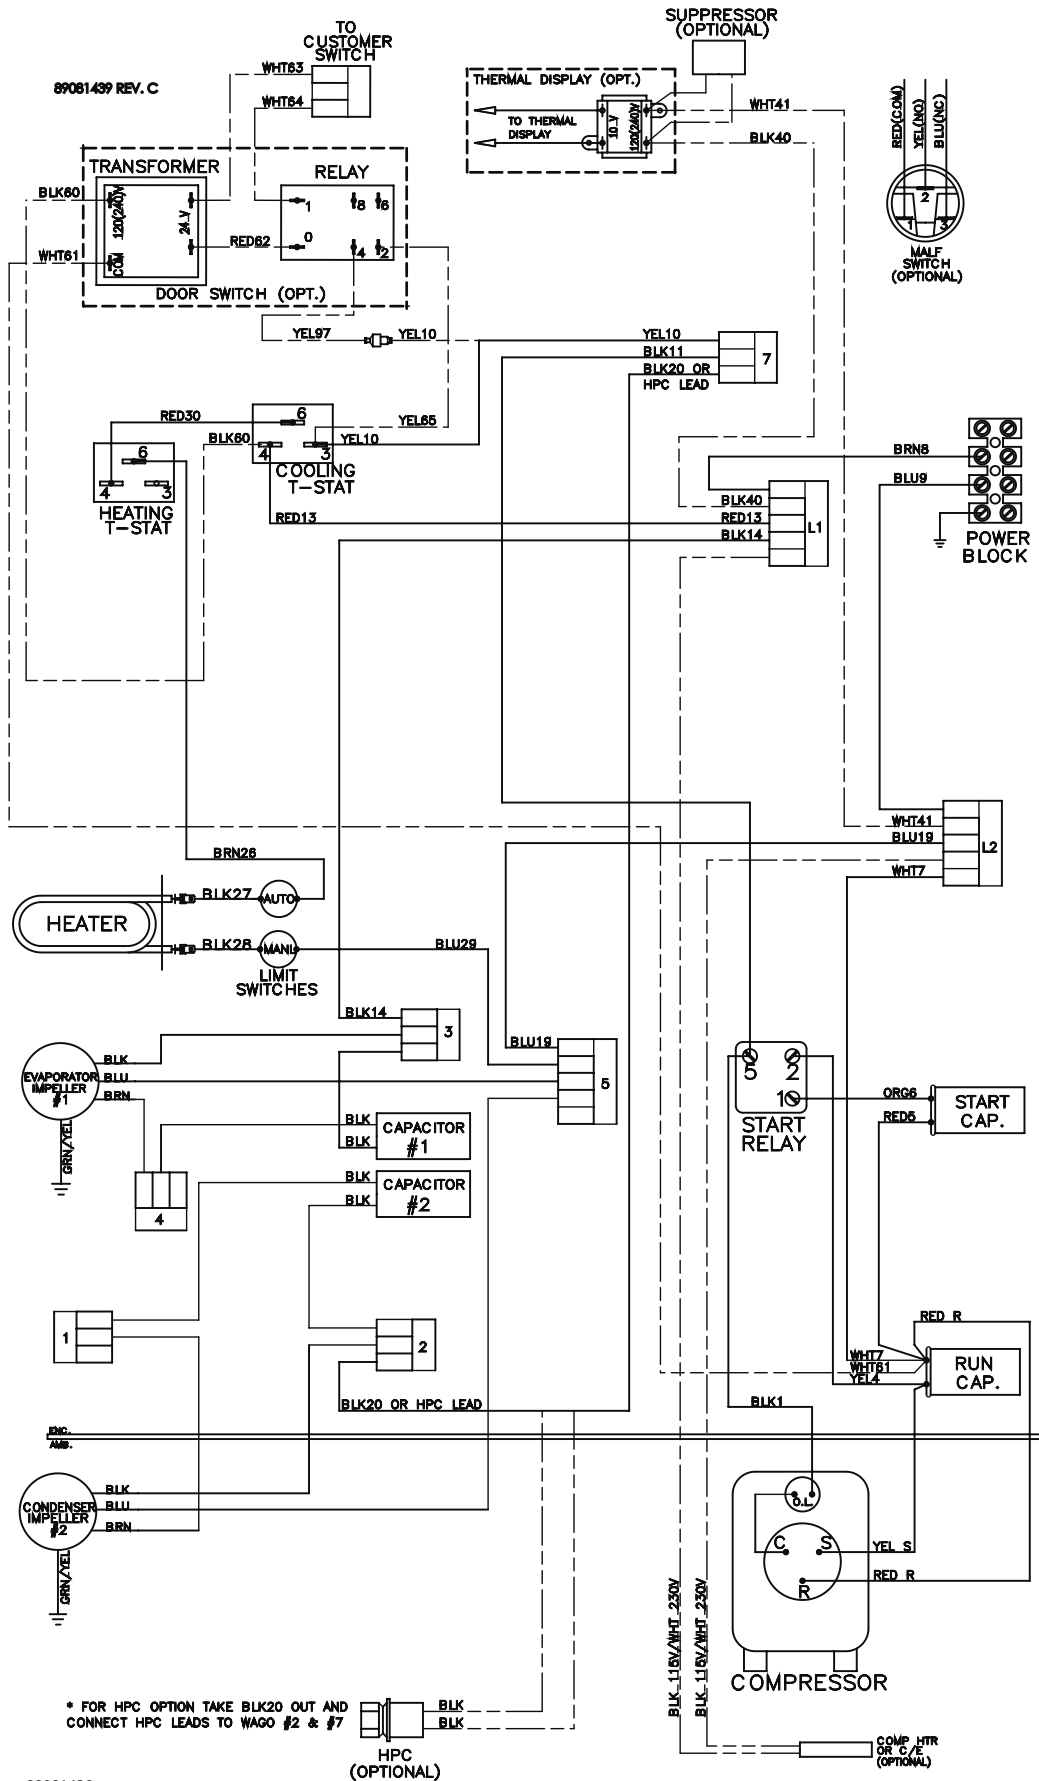 TO
CUSTOMER
SWITCH
SUPPRESSOR
(OPTIONAL)
WHT63
WHT64
89081439 REV. C
THERMAL DISPLAY (OPT.)
TO THERMAL
DISPLAY
10 V
120(240)V
WHT41
BLK40
RED(COM)
YEL(NO)
BLU(NC)
1
2
3
MALF
SWITCH
(OPTIONAL)
TRANSFORMER
RELAY
BLK60
WHT61
120(240)V
COM
24 V
RED62
1
8
6
0
4
2
DOOR SWITCH (OPT.)
YEL97
YEL10
YEL10
BLK11
BLK20 OR
HPC LEAD
7
RED30
BLK60
6
4
3
YEL65
YEL10
COOLING
T-STAT
6
4
3
HEATING
T-STAT
RED13
BRN8
BLU9
BLK40
RED13
BLK14
L1
POWER
BLOCK
BRN26
WHT41
BLU19
WHT7
L2
HEATER
BLK27
AUTO
BLK28
MANL
BLU29
LIMIT
SWITCHES
BLK14
3
BLU19
5
BLK
BLU
BRN
EVAPORATOR
IMPELLER
#1
GRN/YEL
5
2
1
START
RELAY
ORG6
RED5
START
CAP.
BLK
BLK
CAPACITOR
#1
BLK
BLK
CAPACITOR
#2
4
1
2
BLK20 OR HPC LEAD
RED R
WHT7
WHT61
YEL4
RUN
CAP.
BLK1
ENC.
AMB.
BLK
BLU
BRN
CONDENSER
IMPELLER
#2
GRN/YEL
O.L.
C
S
R
YEL S
RED R
COMPRESSOR
BLK 115V/WHT 230V
BLK 115V/WHT 230V
* FOR HPC OPTION TAKE BLK20 OUT AND
CONNECT HPC LEADS TO WAGO #2 & #7
BLK
BLK
HPC
(OPTIONAL)
COMP HTR
OR C/E
(OPTIONAL)